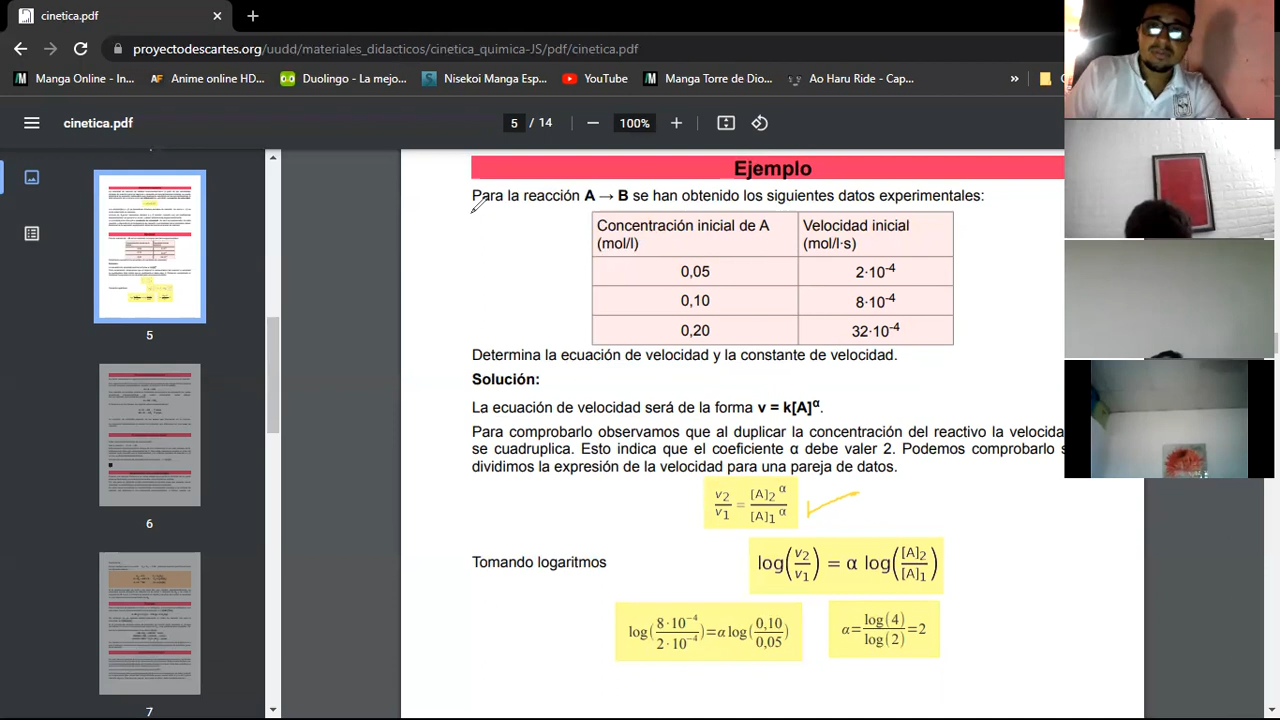 cinetica.pdf
proyectodescartes.org/uudd/materiales_didacticos/cinetica_quimica-JS/pdf/cinetica.pdf
Manga Online - In...
Anime online HD...
Duolingo - La mejo...
Nisekoi Manga Esp...
YouTube
Manga Torre de Dio...
Ao Haru Ride - Cap...
»
cinetica.pdf
5 / 14
100%
5
6
7
Ejemplo
Para la reacción A → B se han obtenido los siguientes datos experimentales:
Concentración inicial de A (mol/l)
Velocidad inicial (mol/l·s)
0,05 2·10⁻⁴
0,10 8·10⁻⁴
0,20 32·10⁻⁴
Determina la ecuación de velocidad y la constante de velocidad.
Solución:
La ecuación de velocidad será de la forma v = k[A]^α.
Para comenzar observamos que al duplicar la concentración del reactivo la velocidad
se cuadruplica. Esto indica que el coeficiente α debe valer 2. Podemos comprobarlo s
dividimos la expresión de la velocidad para una pareja de datos.
v₂/v₁ = [A]₂^α/[A]₁^α
Tomando logaritmos
log(v₂/v₁) = α log([A]₂/[A]₁)
log(8·10⁻⁴/2·10⁻⁴)=α log(0,10/0,05)
α=log(4)/log(2)=2